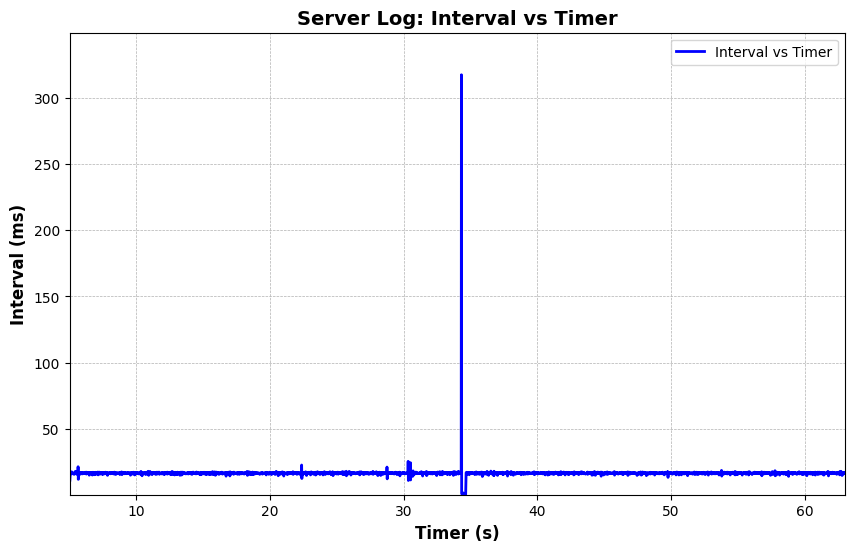 Server Log: Interval vs Timer
Interval vs Timer
300
250
200
150
100
50
Interval (ms)
10 20 30 40 50 60
Timer (s)